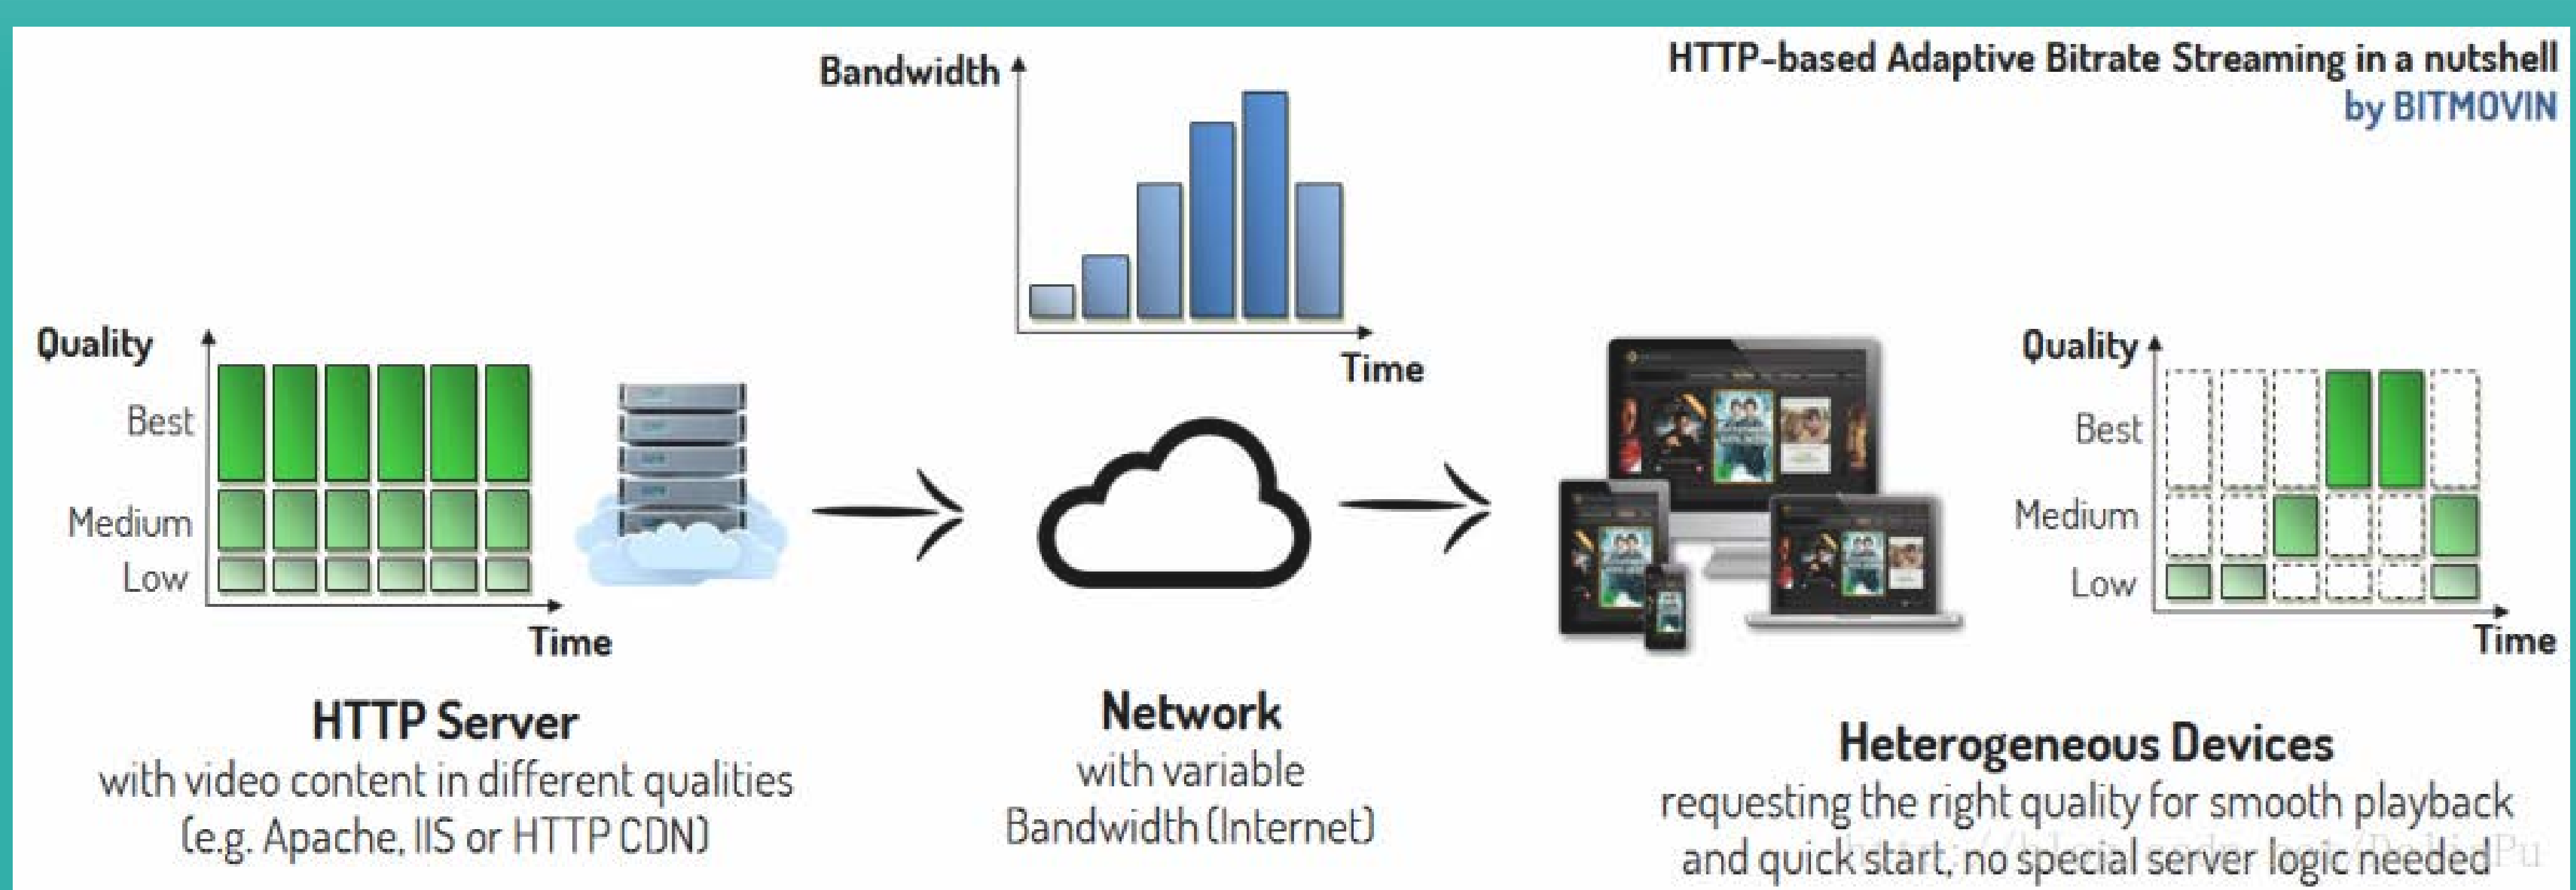 HTTP-based Adaptive Bitrate Streaming in a nutshell
by BITMOVIN
Bandwidth
Time
Quality
Best
Medium
Low
Time
Quality
Best
Medium
Low
Time
HTTP Server
with video content in different qualities
(e.g. Apache, IIS or HTTP CDN)
Network
with variable
Bandwidth (Internet)
Heterogeneous Devices
requesting the right quality for smooth playback
and quick start, no special server logic needed